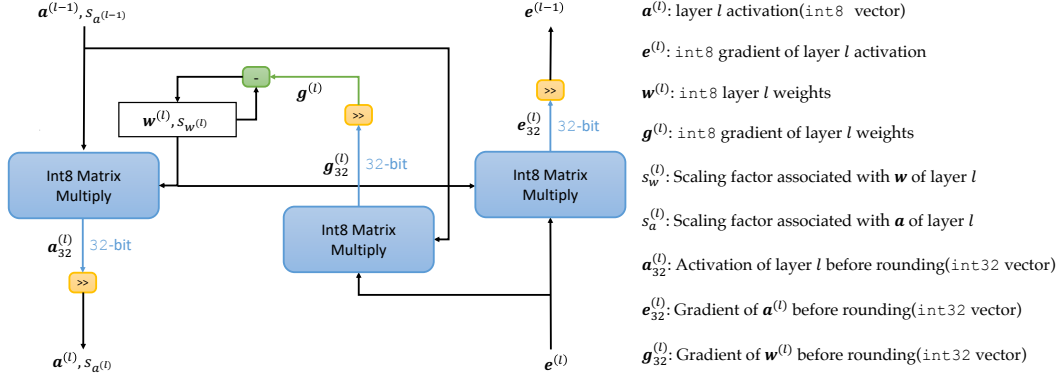 a^(l−1), s_a^(l−1)
e^(l−1)
-
g^(l)
w^(l), s_w^(l)
>>
>>
e_32^(l) 32-bit
g_32^(l) 32-bit
Int8 Matrix
Multiply
Int8 Matrix
Multiply
Int8 Matrix
Multiply
a_32^(l) 32-bit
>>
a^(l), s_a^(l)
e^(l)
a^(l): layer l activation(int8 vector)
e^(l): int8 gradient of layer l activation
w^(l): int8 layer l weights
g^(l): int8 gradient of layer l weights
s_w^(l): Scaling factor associated with w of layer l
s_a^(l): Scaling factor associated with a of layer l
a_32^(l): Activation of layer l before rounding(int32 vector)
e_32^(l): Gradient of a^(l) before rounding(int32 vector)
g_32^(l): Gradient of w^(l) before rounding(int32 vector)